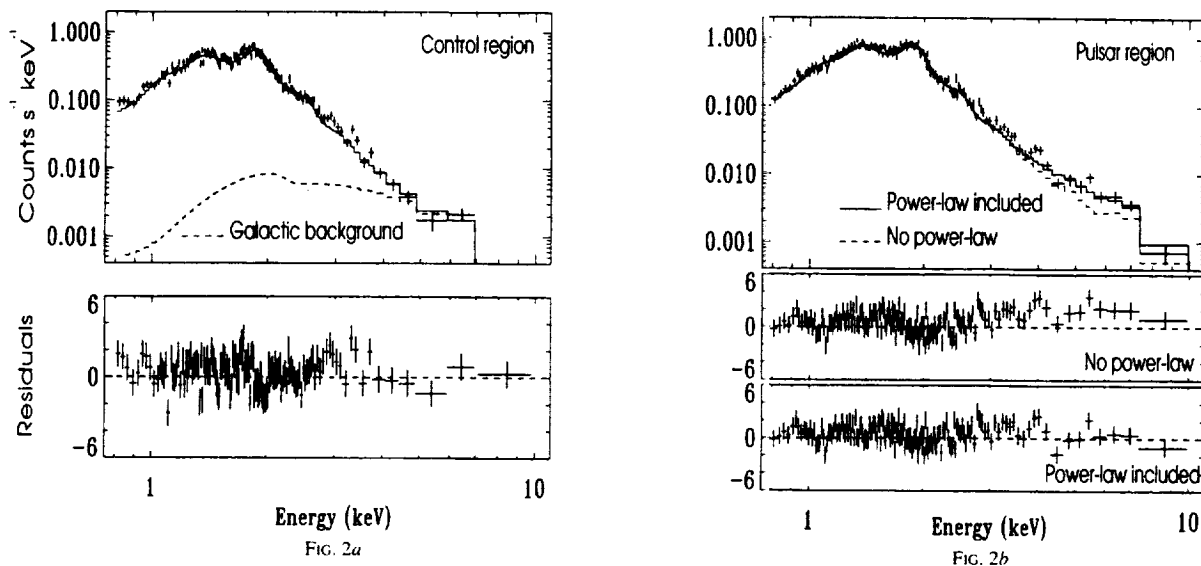 1.000
0.100
0.010
0.001
Counts s⁻¹ keV⁻¹
Control region
Galactic background
6
0
-6
Residuals
1
10
Energy (keV)
FIG. 2a
1.000
0.100
0.010
0.001
Pulsar region
Power-law included
No power-law
6
0
-6
No power-law
6
0
-6
Power-law included
1
10
Energy (keV)
FIG. 2b